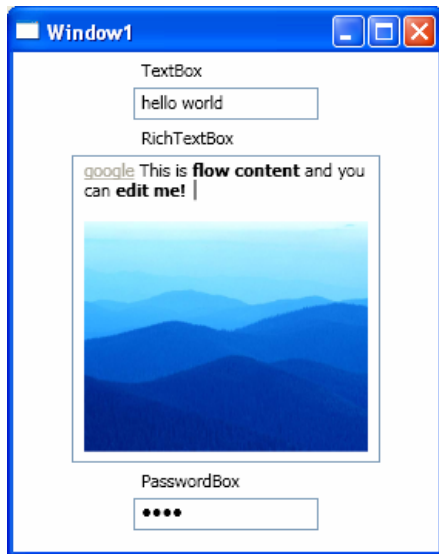 Window1
TextBox
hello world
RichTextBox
google This is flow content and you
can edit me!
PasswordBox
••••